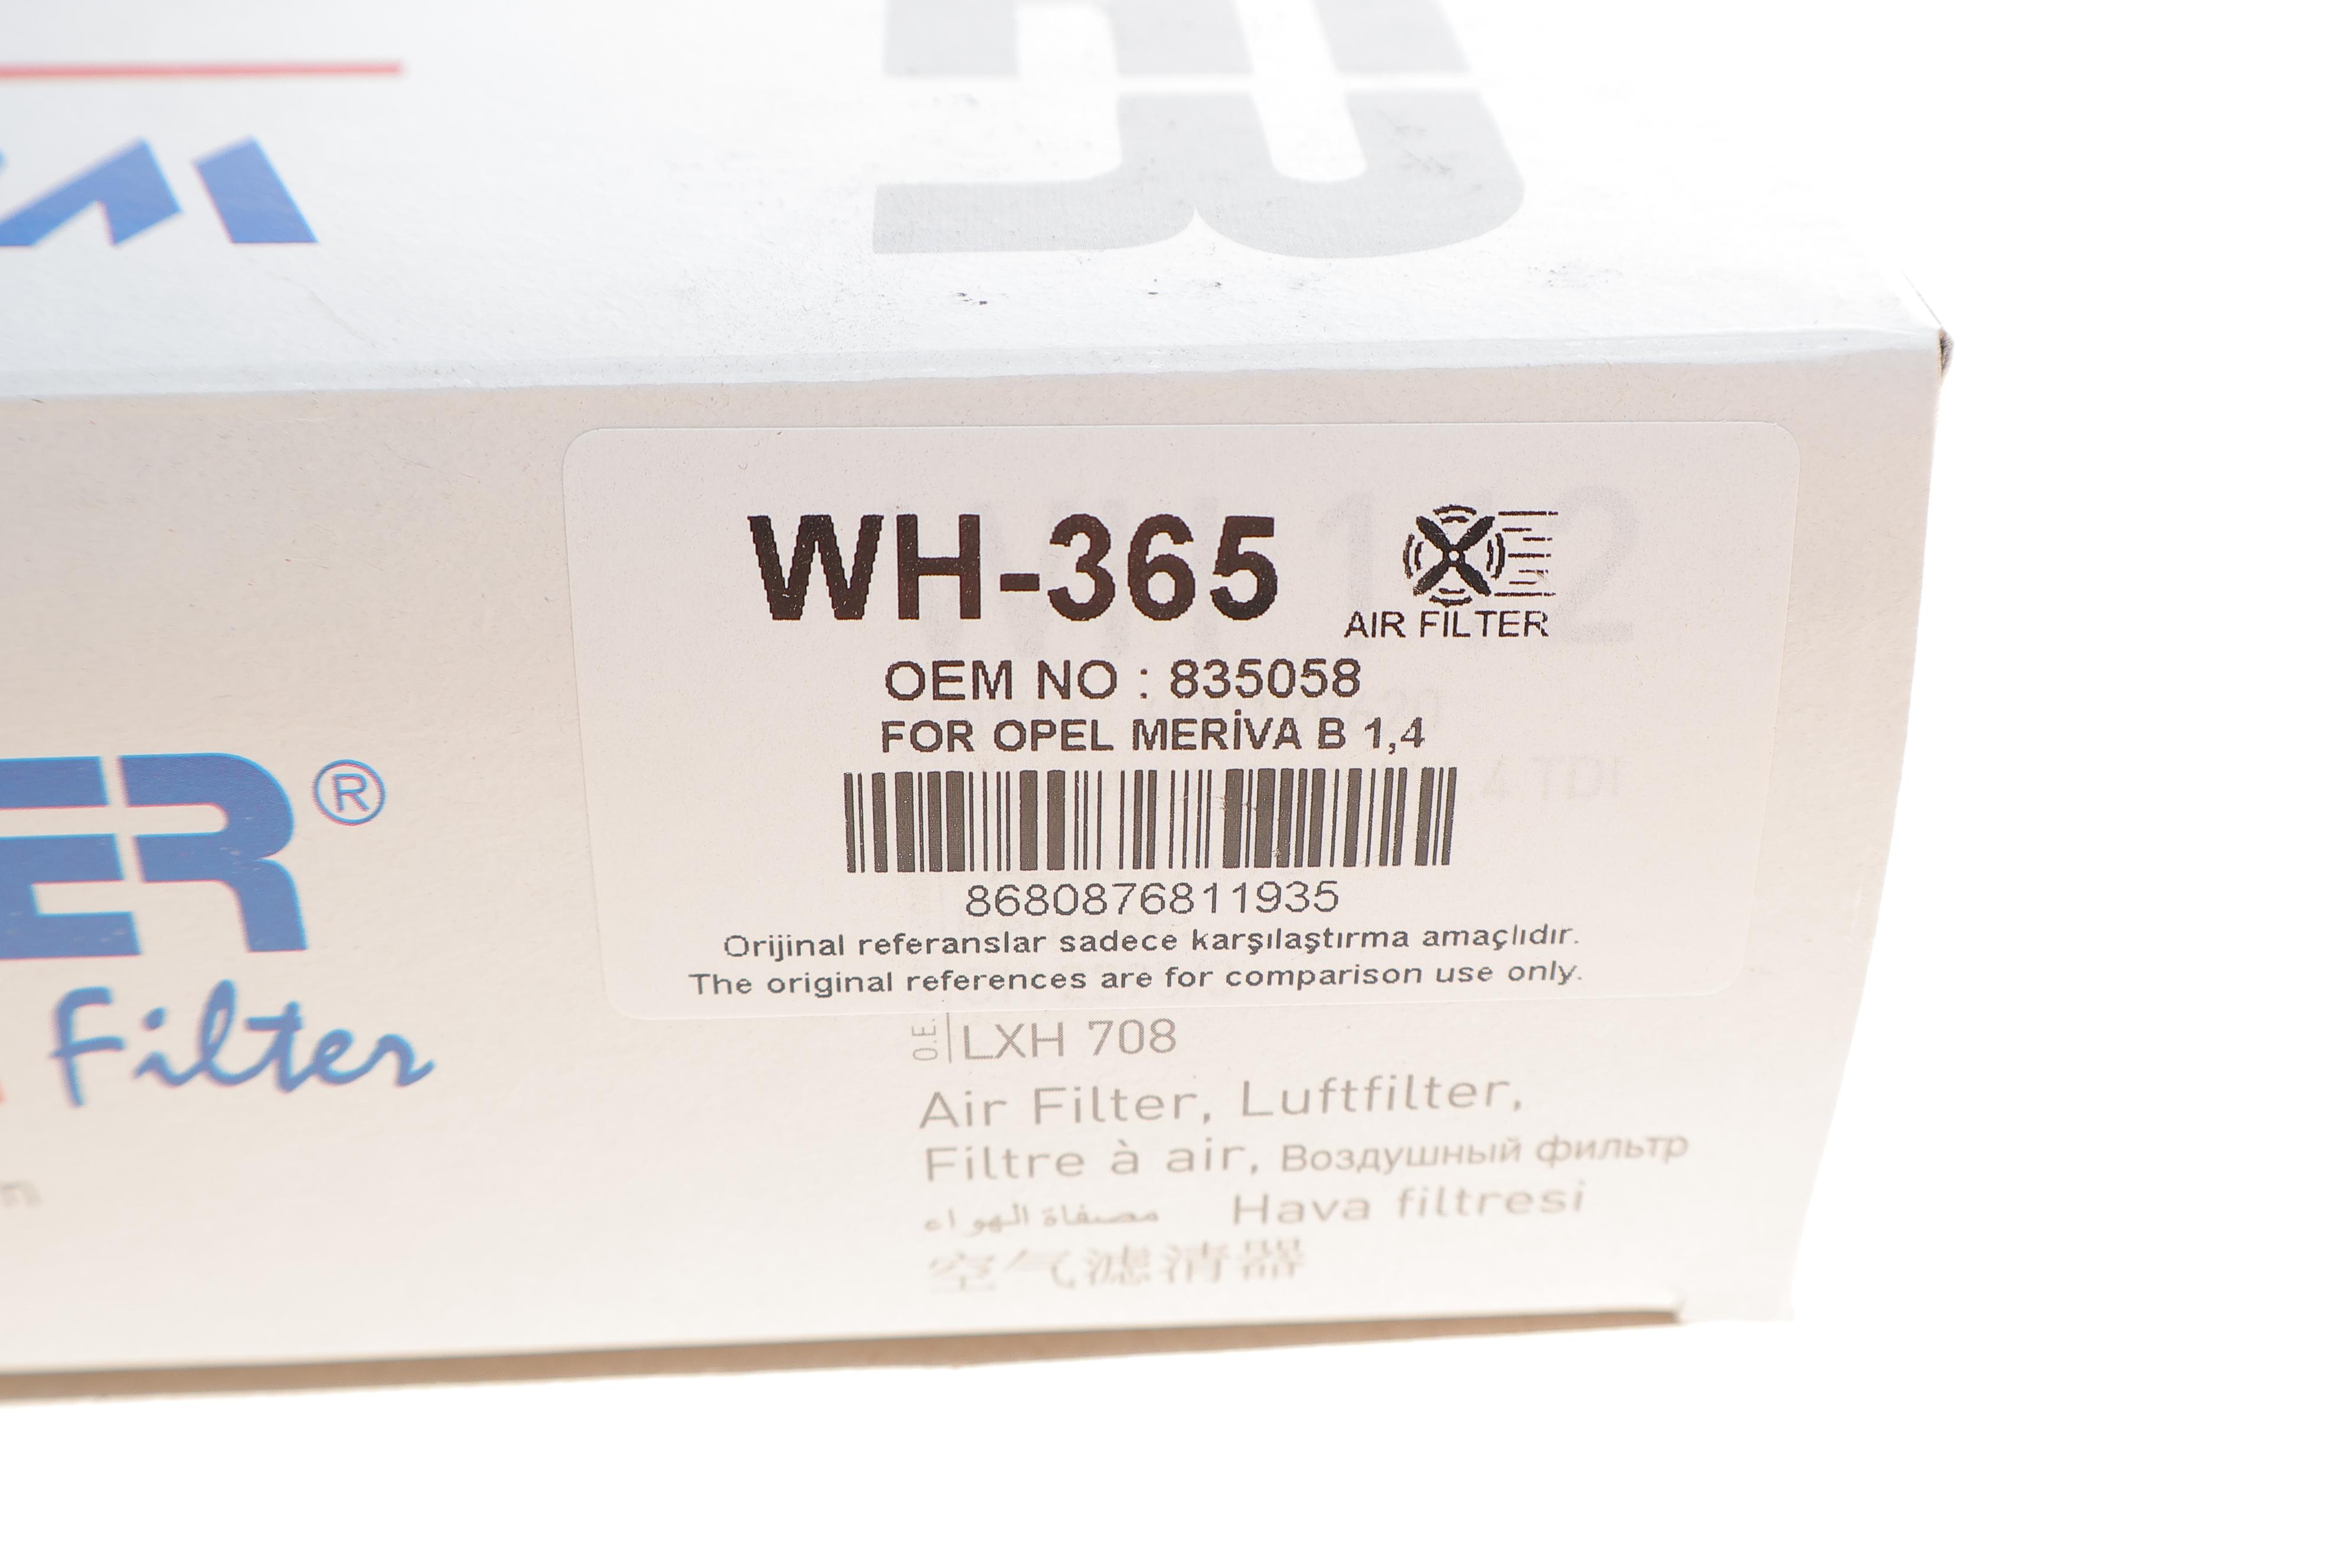 WH-365
AIR FİLTER
OEM NO : 835058
FOR OPEL MERİVA B 1,4
8680876811935
Orijinal referanslar sadece karşılaştırma amaçlıdır.
The original references are for comparison use only.
O.E. LXH 708
Air Filter, Luftfilter,
Filtre à air, Воздушный фильтр
مصفاة الهواء Hava filtresi
空气滤清器
®
Filter